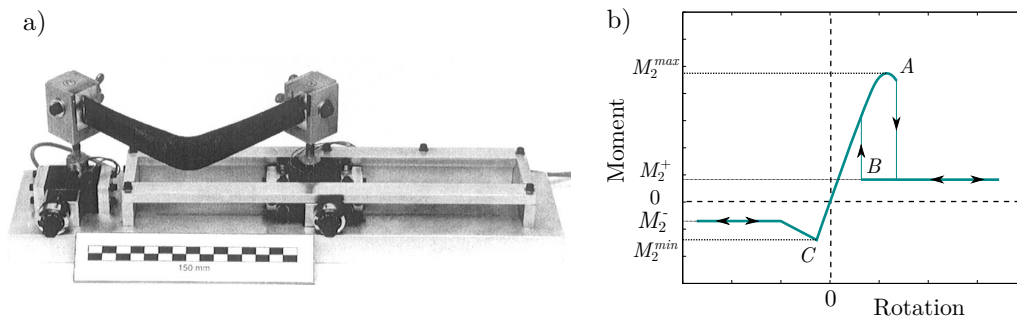 a)
150 mm
b)
Moment
M₂ᵐᵃˣ
M₂⁺
0
M₂⁻
M₂ᵐⁱⁿ
A
B
C
0
Rotation